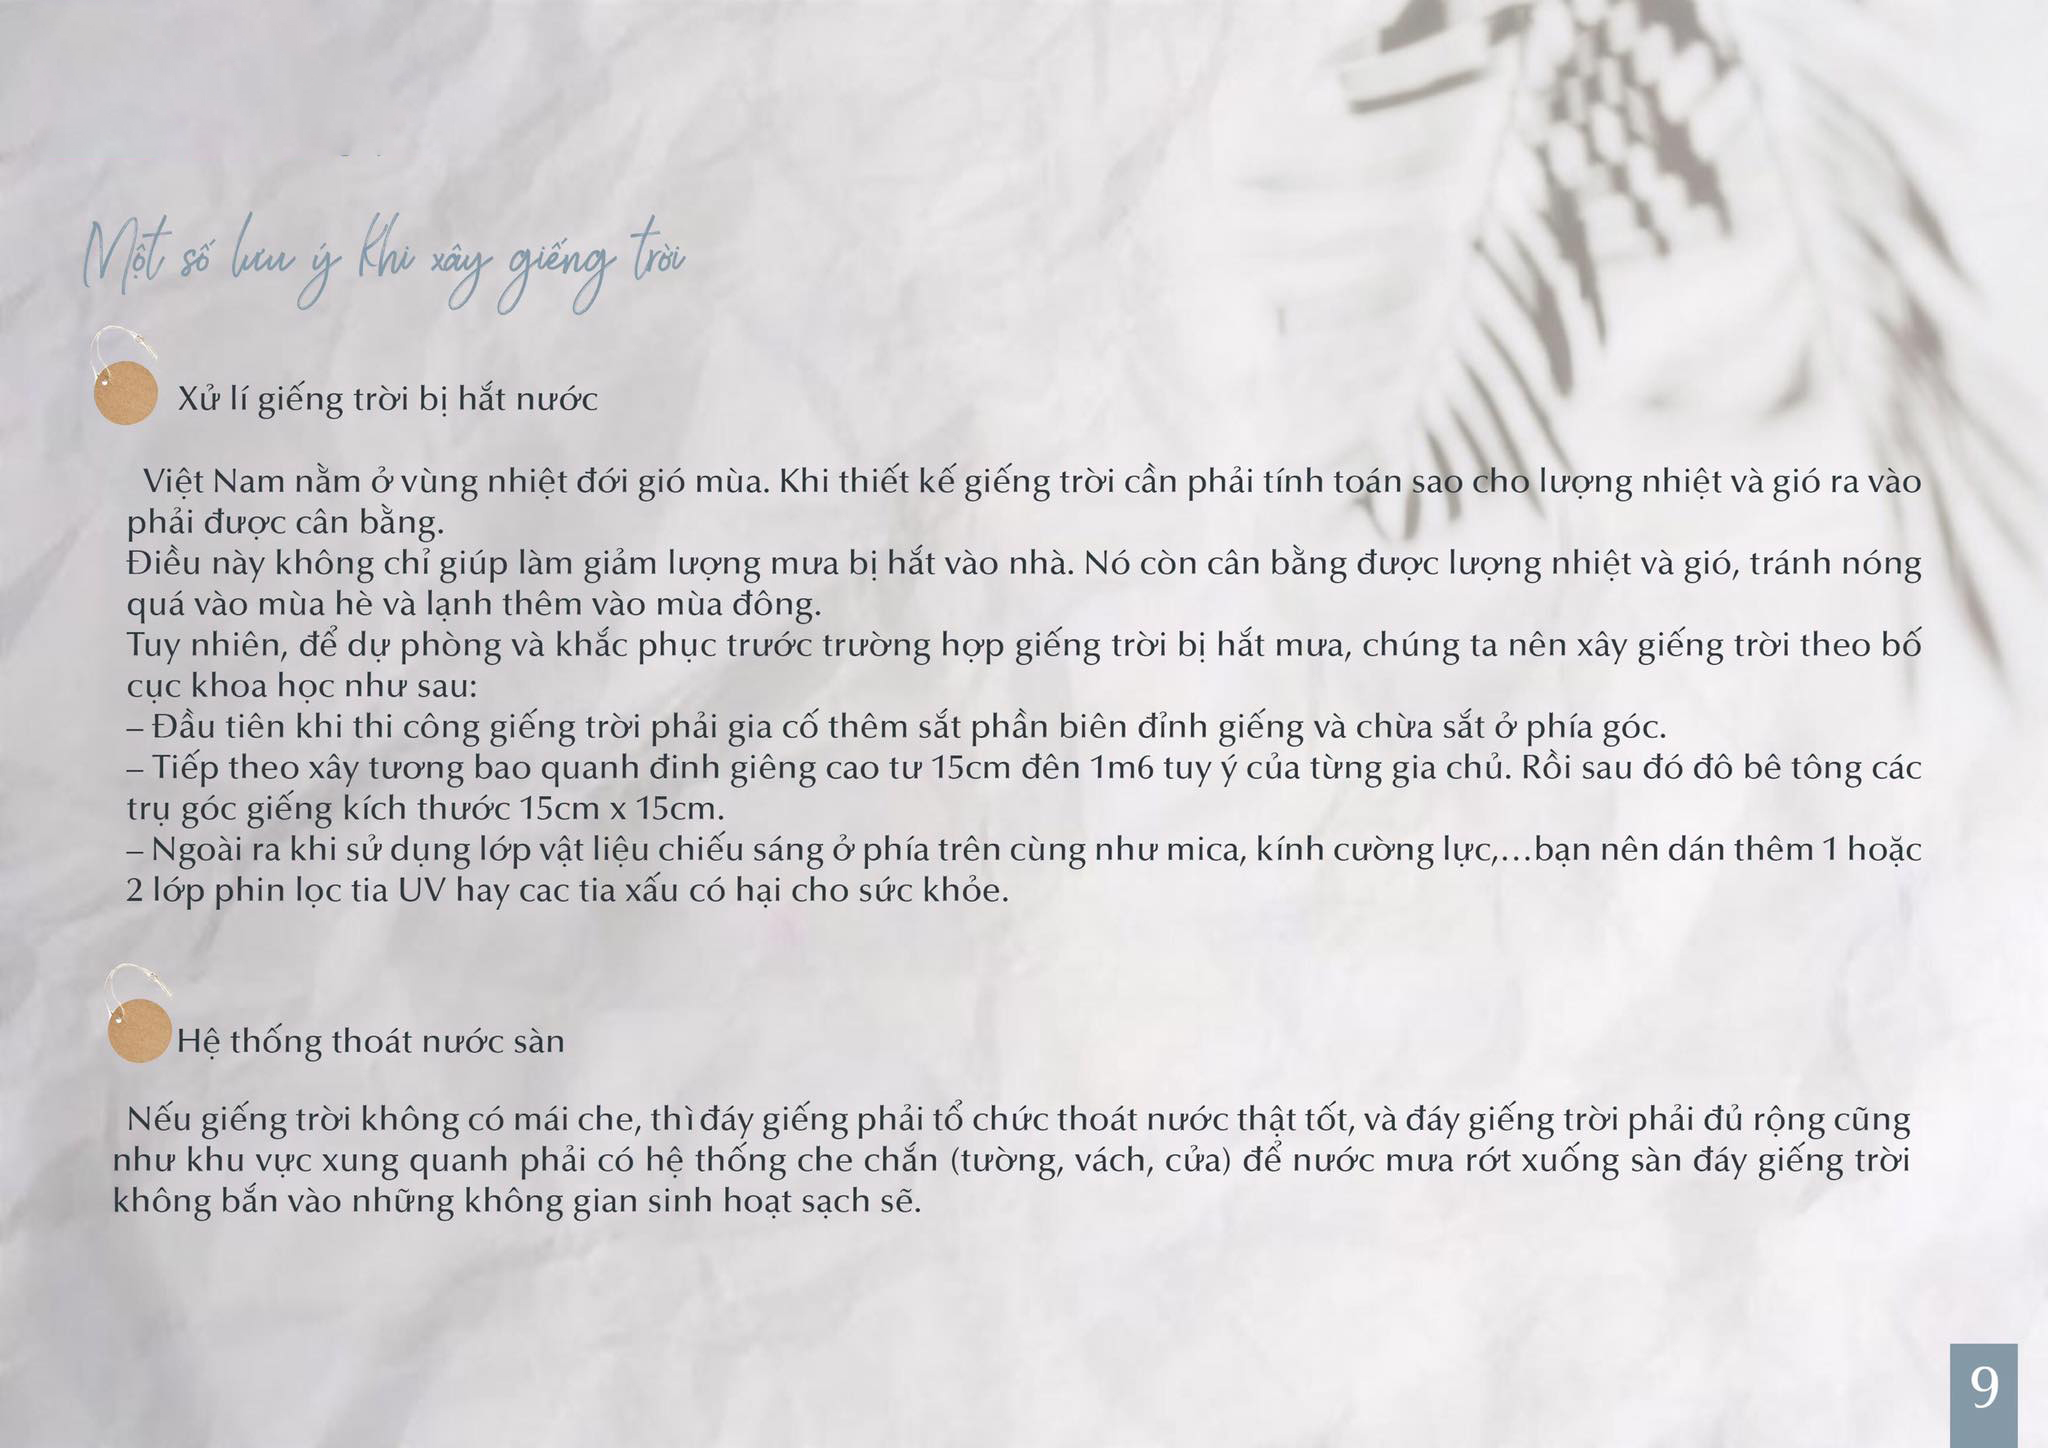 Một số lưu ý khi xây giếng trời
Xử lí giếng trời bị hắt nước
Việt Nam nằm ở vùng nhiệt đới gió mùa. Khi thiết kế giếng trời cần phải tính toán sao cho lượng nhiệt và gió ra vào
phải được cân bằng.
Điều này không chỉ giúp làm giảm lượng mưa bị hắt vào nhà. Nó còn cân bằng được lượng nhiệt và gió, tránh nóng
quá vào mùa hè và lạnh thêm vào mùa đông.
Tuy nhiên, để dự phòng và khắc phục trước trường hợp giếng trời bị hắt mưa, chúng ta nên xây giếng trời theo bố
cục khoa học như sau:
– Đầu tiên khi thi công giếng trời phải gia cố thêm sắt phần biên đỉnh giếng và chừa sắt ở phía góc.
– Tiếp theo xây tương bao quanh đinh giêng cao tư 15cm đên 1m6 tuy ý của từng gia chủ. Rồi sau đó đô bê tông các
trụ góc giếng kích thước 15cm x 15cm.
– Ngoài ra khi sử dụng lớp vật liệu chiếu sáng ở phía trên cùng như mica, kính cường lực,...bạn nên dán thêm 1 hoặc
2 lớp phin lọc tia UV hay cac tia xấu có hại cho sức khỏe.
Hệ thống thoát nước sàn
Nếu giếng trời không có mái che, thì đáy giếng phải tổ chức thoát nước thật tốt, và đáy giếng trời phải đủ rộng cũng
như khu vực xung quanh phải có hệ thống che chắn (tường, vách, cửa) để nước mưa rớt xuống sàn đáy giếng trời
không bắn vào những không gian sinh hoạt sạch sẽ.
9